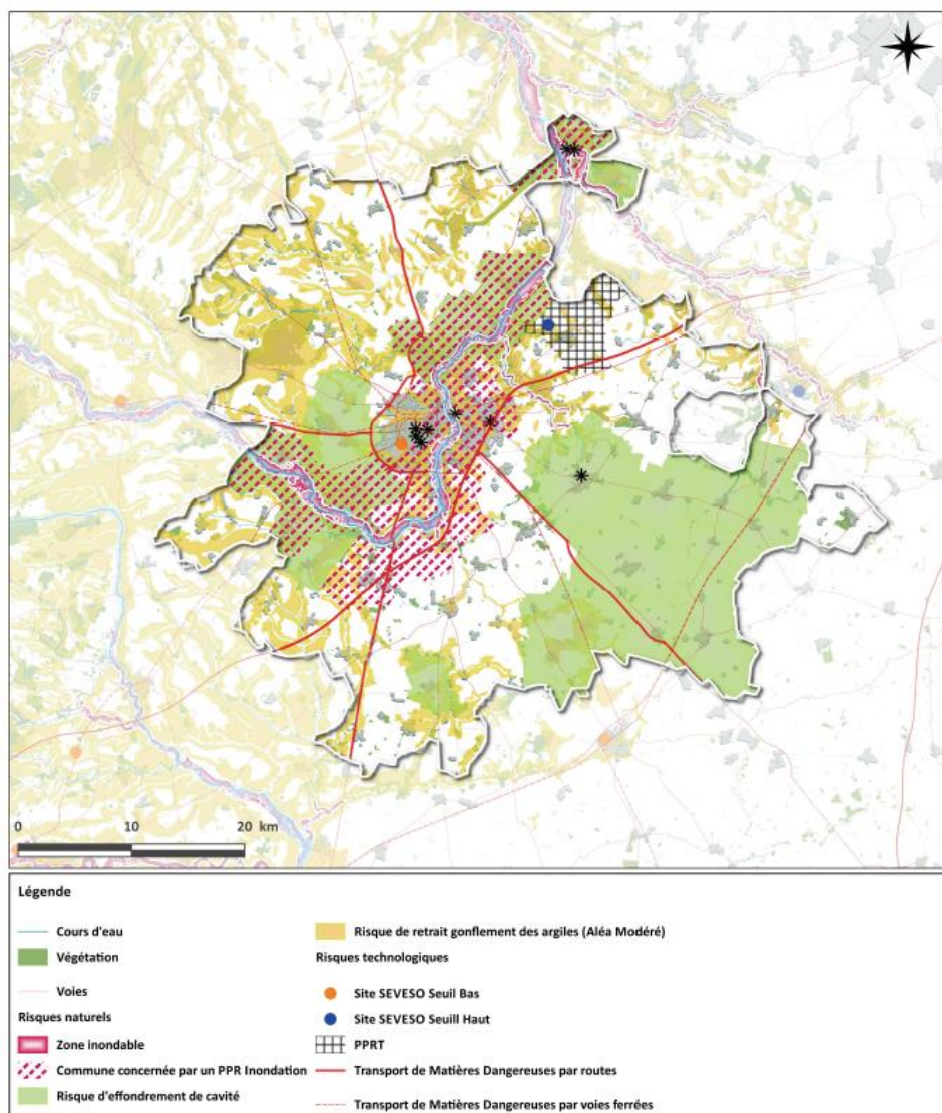 0 10 20 km
Légende
Cours d'eau
Végétation
Voies
Risques naturels
Zone inondable
Commune concernée par un PPR Inondation
Risque d'effondrement de cavité
Risque de retrait gonflement des argiles (Aléa Modéré)
Risques technologiques
Site SEVESO Seuil Bas
Site SEVESO Seuill Haut
PPRT
Transport de Matières Dangereuses par routes
Transport de Matières Dangereuses par voies ferrées